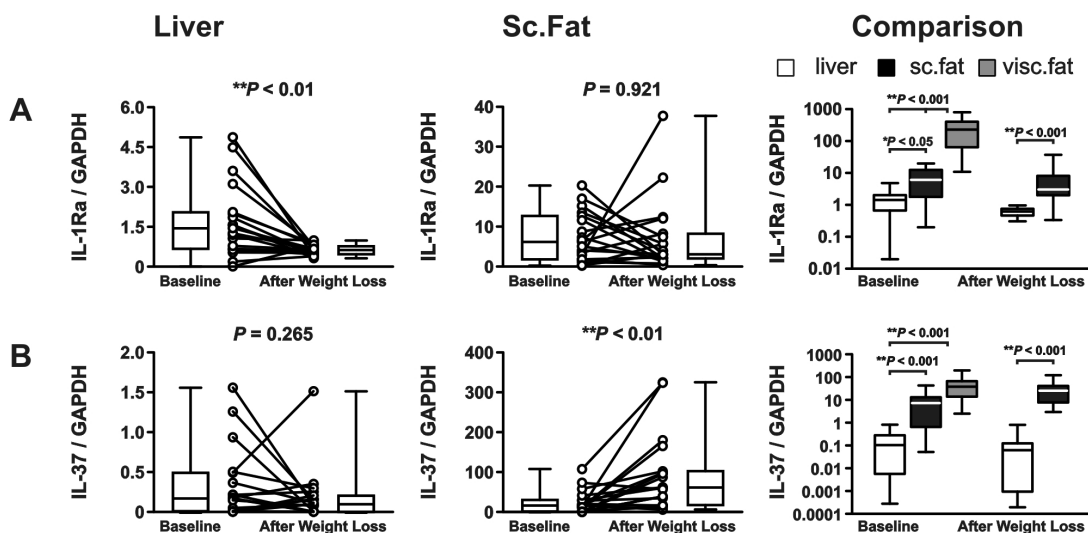 Liver
Sc.Fat
Comparison
liver sc.fat visc.fat
A
**P < 0.01
IL-1Ra / GAPDH
6.0
4.5
3.0
1.5
0
Baseline After Weight Loss
P = 0.921
IL-1Ra / GAPDH
40
30
20
10
0
Baseline After Weight Loss
**P < 0.001
*P < 0.05
**P < 0.001
IL-1Ra / GAPDH
1000
100
10
1
0.1
0.01
Baseline After Weight Loss
B
P = 0.265
IL-37 / GAPDH
2.0
1.5
1.0
0.5
0
Baseline After Weight Loss
**P < 0.01
IL-37 / GAPDH
400
300
200
100
0
Baseline After Weight Loss
**P < 0.001
**P < 0.001
**P < 0.001
IL-37 / GAPDH
1000
100
10
1
0.1
0.01
0.001
0.0001
Baseline After Weight Loss